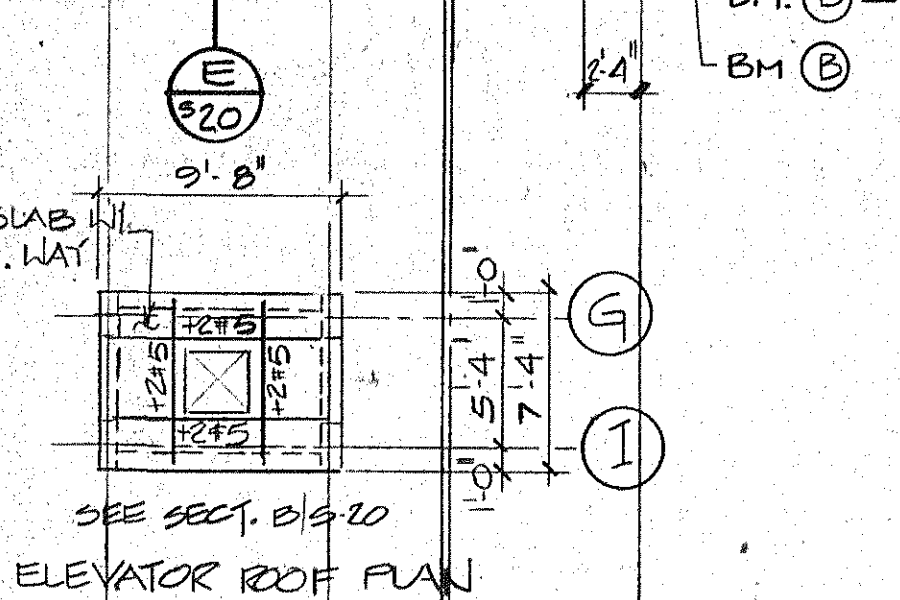 E
S20
BM
B
2'-4"
9'-8"
SLAB W/
. WAY
+2#5
+2#5
+2#5
+2#5
1'-0"
5'-4"
7'-4"
1'-0"
G
I
SEE SECT. B/S-20
ELEVATOR ROOF PLAN